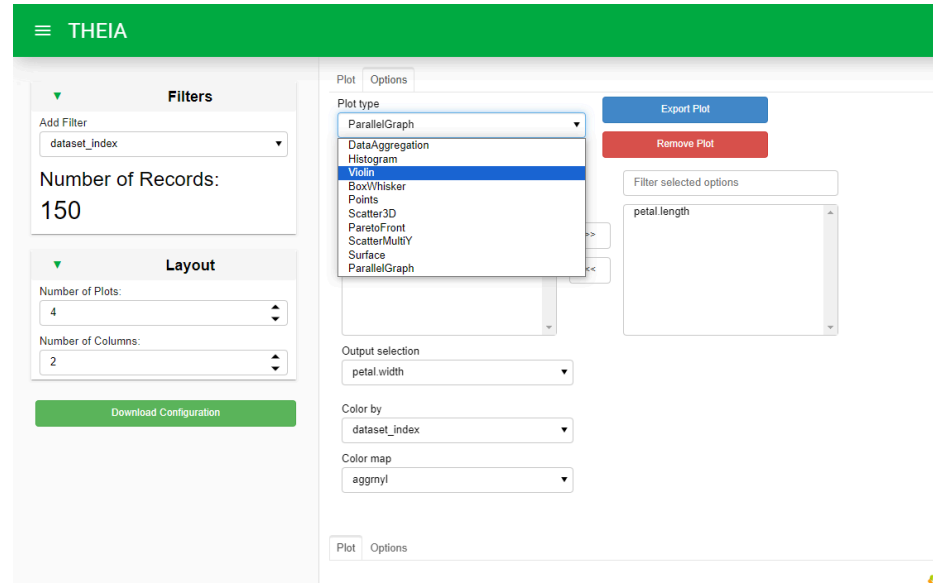 THEIA
Filters
Add Filter
dataset_index
Number of Records:
150
Layout
Number of Plots:
4
Number of Columns:
2
Download Configuration
Plot Options
Plot type
ParallelGraph
DataAggregation
Histogram
Violin
BoxWhisker
Points
Scatter3D
ParetoFront
ScatterMultiY
Surface
ParallelGraph
Export Plot
Remove Plot
Filter selected options
petal.length
>>
<<
Output selection
petal.width
Color by
dataset_index
Color map
aggrnyl
Plot Options